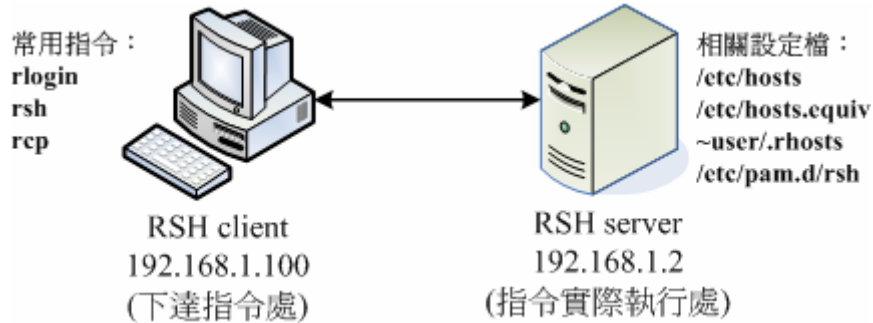 常用指令：
rlogin
rsh
rcp
相關設定檔：
/etc/hosts
/etc/hosts.equiv
~user/.rhosts
/etc/pam.d/rsh
RSH client
192.168.1.100
(下達指令處)
RSH server
192.168.1.2
(指令實際執行處)